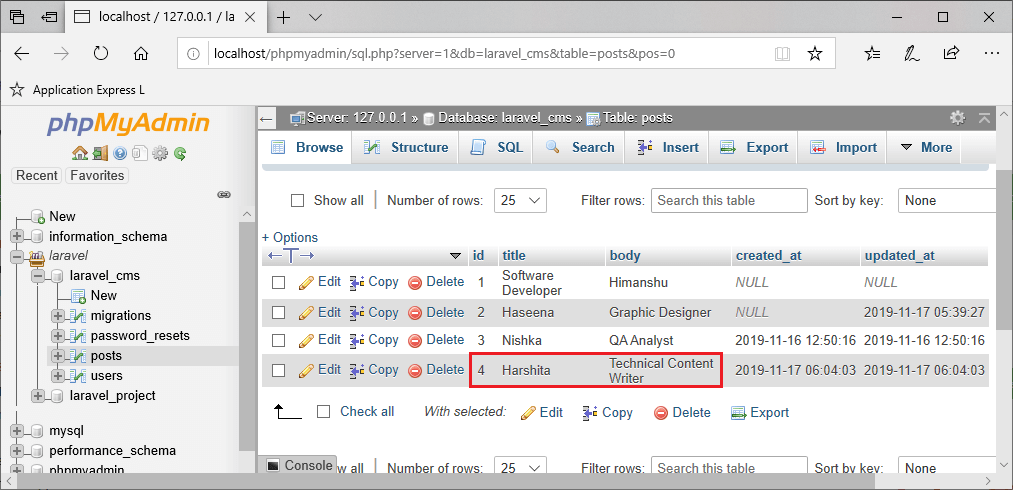 localhost / 127.0.0.1 / la
localhost/phpmyadmin/sql.php?server=1&db=laravel_cms&table=posts&pos=0
Application Express L
phpMyAdmin
Recent Favorites
New
information_schema
laravel
laravel_cms
New
migrations
password_resets
posts
users
laravel_project
mysql
performance_schema
phpmyadmin
Server: 127.0.0.1 » Database: laravel_cms » Table: posts
Browse Structure SQL Search Insert Export Import More
Show all Number of rows: 25 Filter rows: Search this table Sort by key: None
+ Options
id title body created_at updated_at
Edit Copy Delete 1 Software Developer Himanshu NULL NULL
Edit Copy Delete 2 Haseena Graphic Designer NULL 2019-11-17 05:39:27
Edit Copy Delete 3 Nishka QA Analyst 2019-11-16 12:50:16 2019-11-16 12:50:16
Edit Copy Delete 4 Harshita Technical Content Writer 2019-11-17 06:04:03 2019-11-17 06:04:03
Check all With selected: Edit Copy Delete Export
Console
w all Number of rows: 25 Filter rows: Search this table Sort by key: None